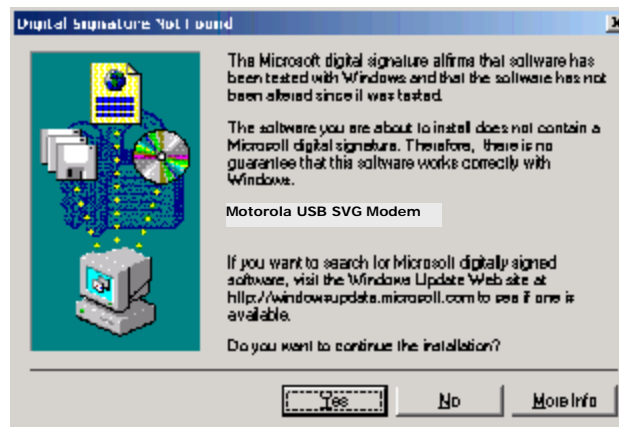 Digital Signature Not Found
The Microsoft digital signature affirms that software has
been tested with Windows and that the software has not
been altered since it was tested.
The software you are about to install does not contain a
Microsoft digital signature. Therefore, there is no
guarantee that this software works correctly with
Windows.
Motorola USB SVG Modem
If you want to search for Microsoft digitally signed
software, visit the Windows Update Web site at
http://windowsupdate.microsoft.com to see if one is
available.
Do you want to continue the installation?
Yes
No
More Info